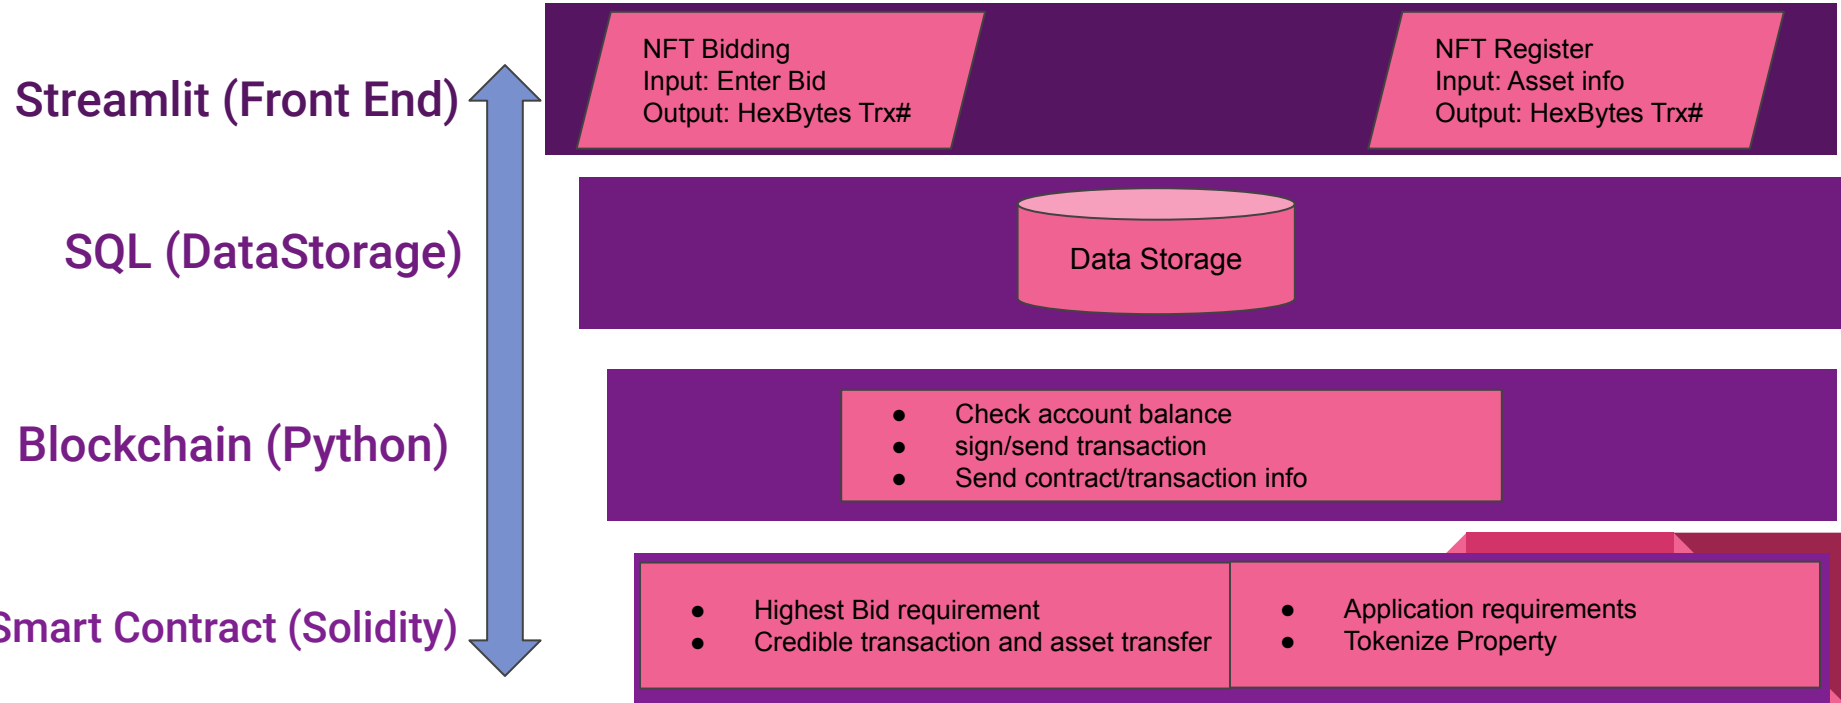 Streamlit (Front End)
NFT Bidding
Input: Enter Bid
Output: HexBytes Trx#
NFT Register
Input: Asset info
Output: HexBytes Trx#
SQL (DataStorage)
Data Storage
Blockchain (Python)
● Check account balance
● sign/send transaction
● Send contract/transaction info
Smart Contract (Solidity)
● Highest Bid requirement
● Credible transaction and asset transfer
● Application requirements
● Tokenize Property